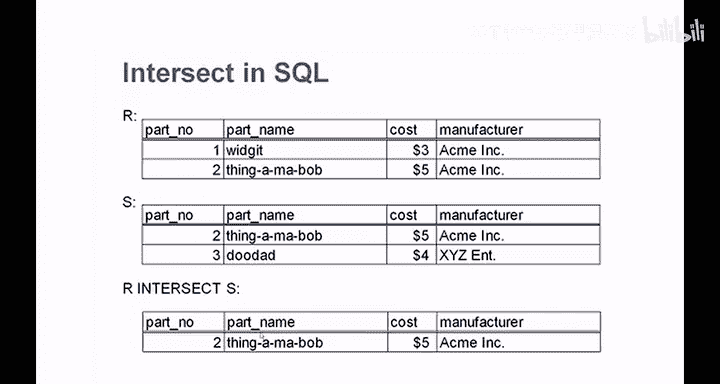 bilibili
Intersect in SQL
R:
part_no part_name cost manufacturer
1 widgit $3 Acme Inc.
2 thing-a-ma-bob $5 Acme Inc.
S:
part_no part_name cost manufacturer
2 thing-a-ma-bob $5 Acme Inc.
3 doodad $4 XYZ Ent.
R INTERSECT S:
part_no part_name cost manufacturer
2 thing-a-ma-bob $5 Acme Inc.